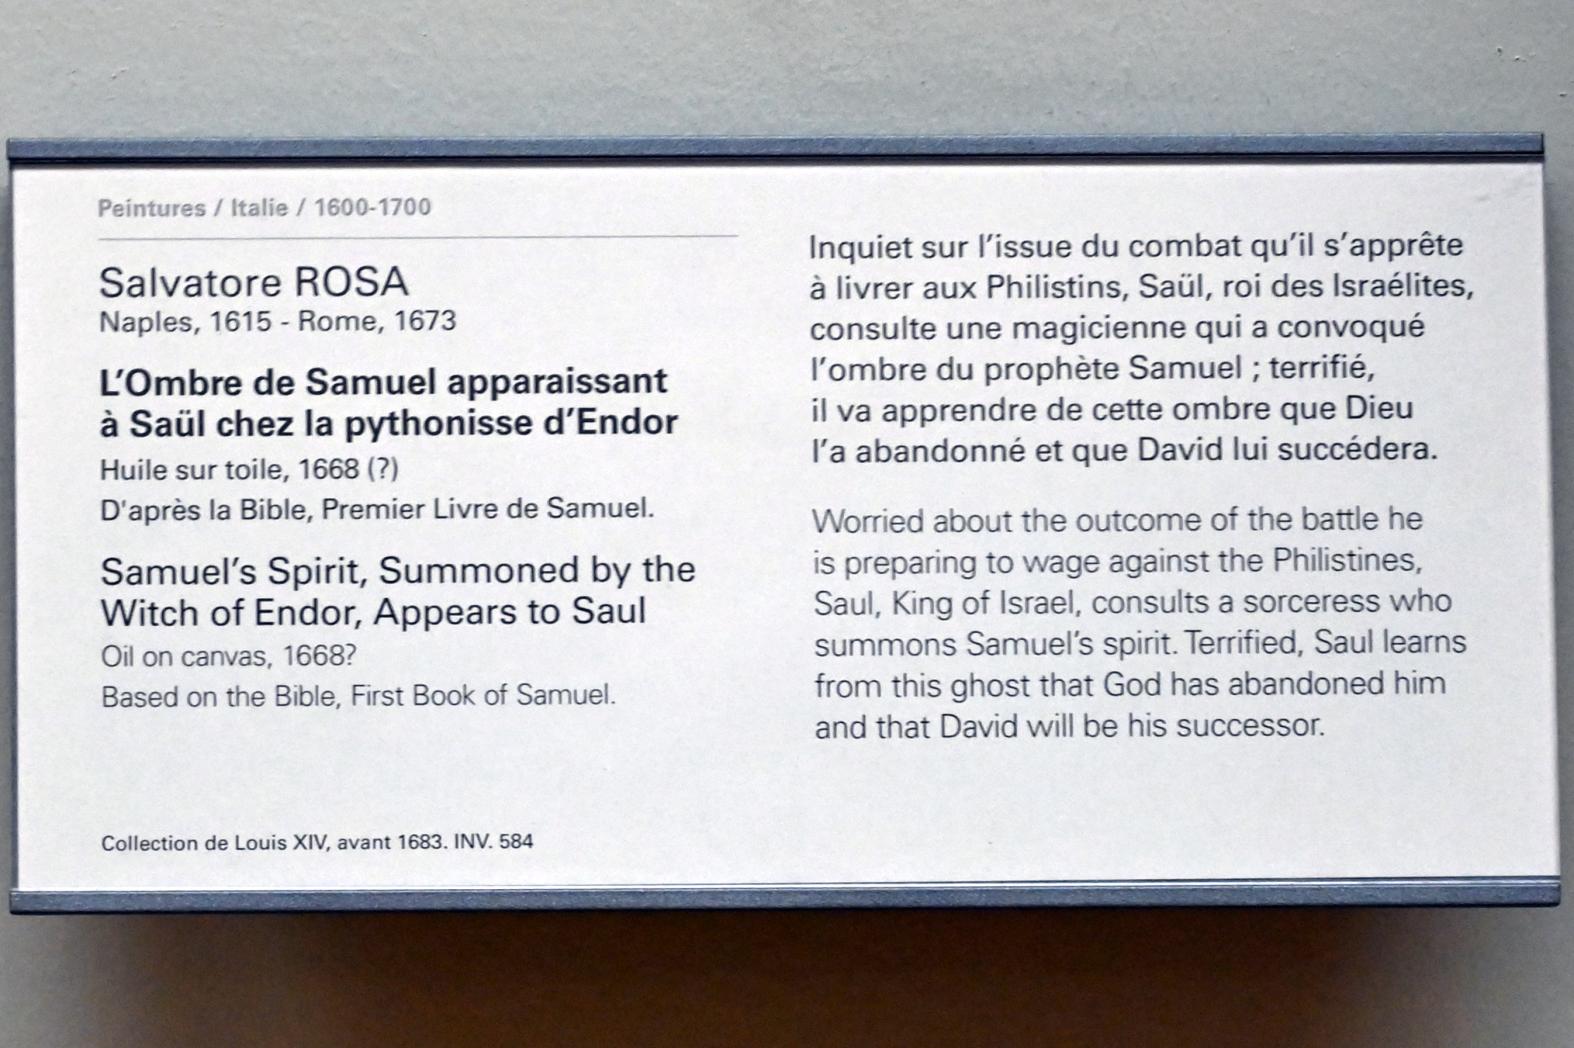 Peintures / Italie / 1600-1700
Salvatore ROSA
Naples, 1615 - Rome, 1673
L'Ombre de Samuel apparaissant
à Saül chez la pythonisse d'Endor
Huile sur toile, 1668 (?)
D'après la Bible, Premier Livre de Samuel.
Samuel's Spirit, Summoned by the
Witch of Endor, Appears to Saul
Oil on canvas, 1668?
Based on the Bible, First Book of Samuel.
Collection de Louis XIV, avant 1683. INV. 584
Inquiet sur l'issue du combat qu'il s'apprête
à livrer aux Philistins, Saül, roi des Israélites,
consulte une magicienne qui a convoqué
l'ombre du prophète Samuel ; terrifié,
il va apprendre de cette ombre que Dieu
l'a abandonné et que David lui succédera.
Worried about the outcome of the battle he
is preparing to wage against the Philistines,
Saul, King of Israel, consults a sorceress who
summons Samuel's spirit. Terrified, Saul learns
from this ghost that God has abandoned him
and that David will be his successor.